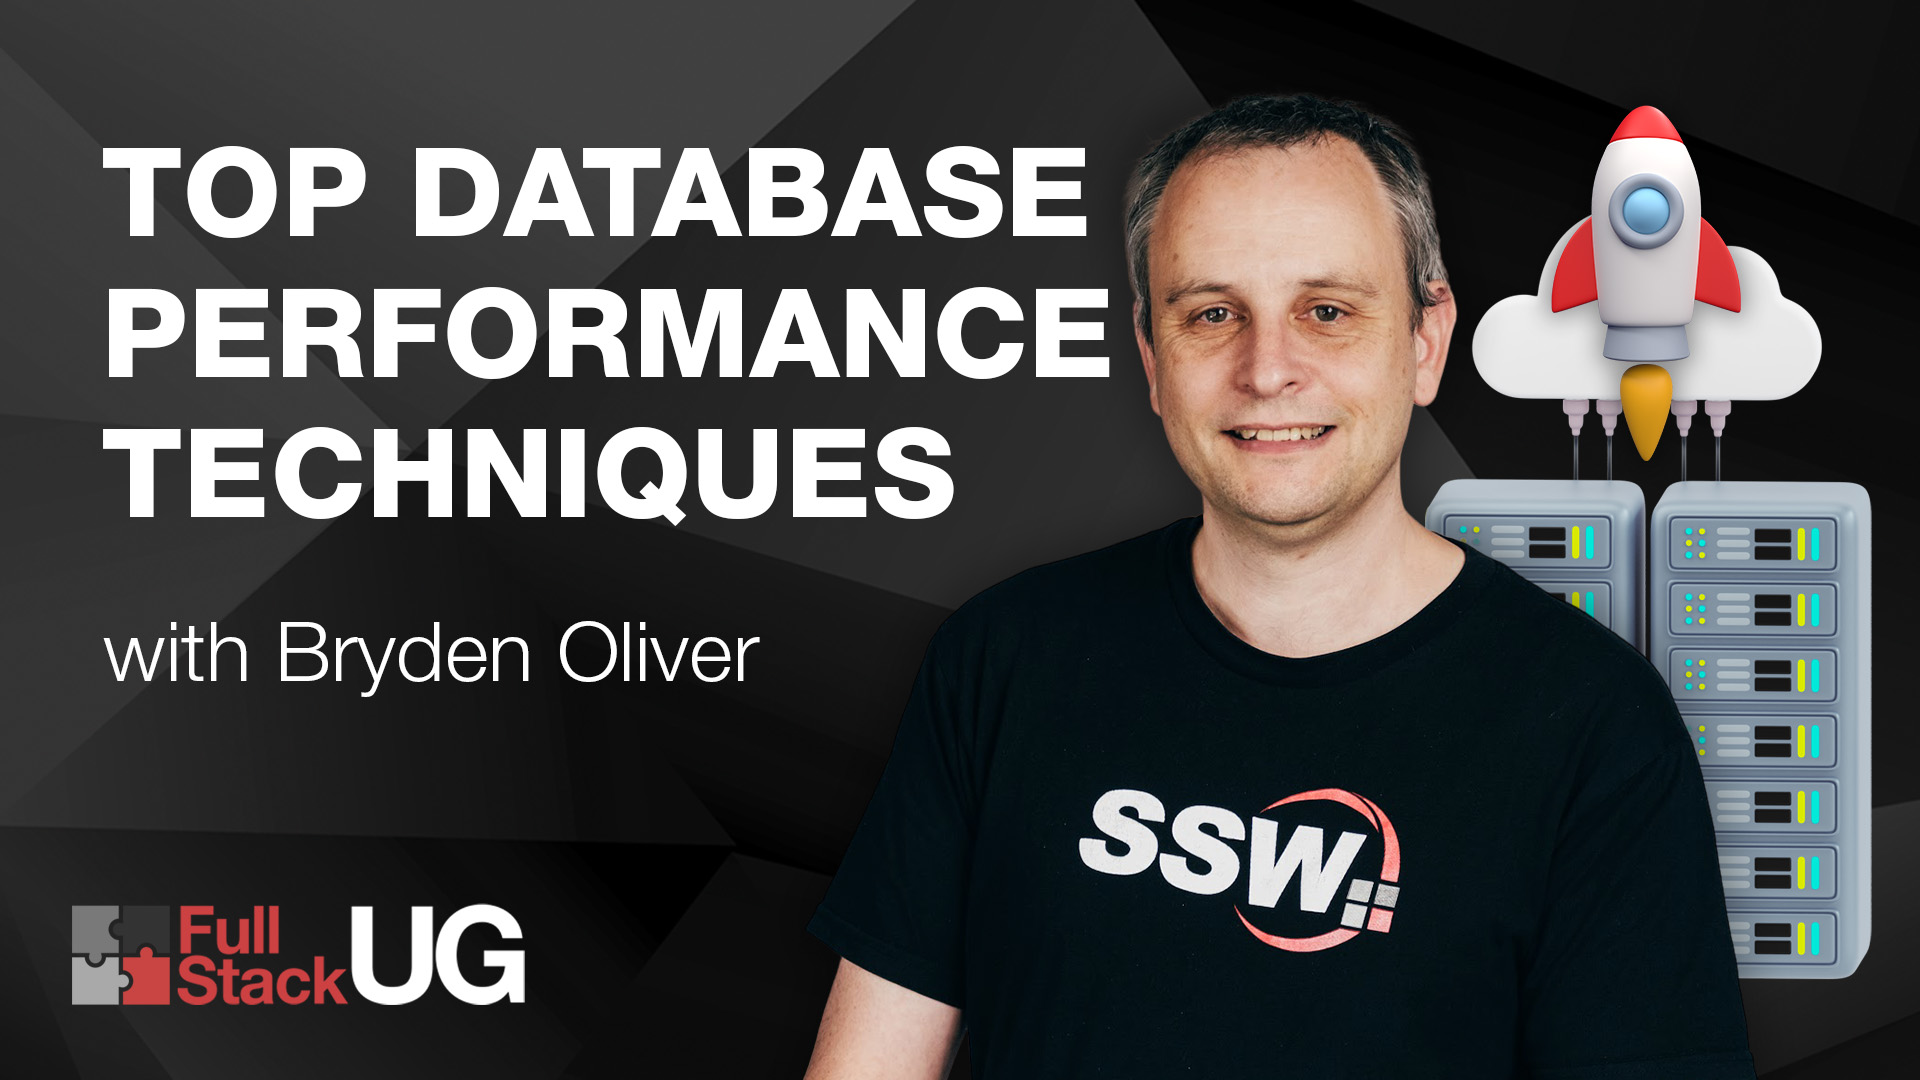 TOP DATABASE
PERFORMANCE
TECHNIQUES
with Bryden Oliver
SSW
Full
Stack
UG